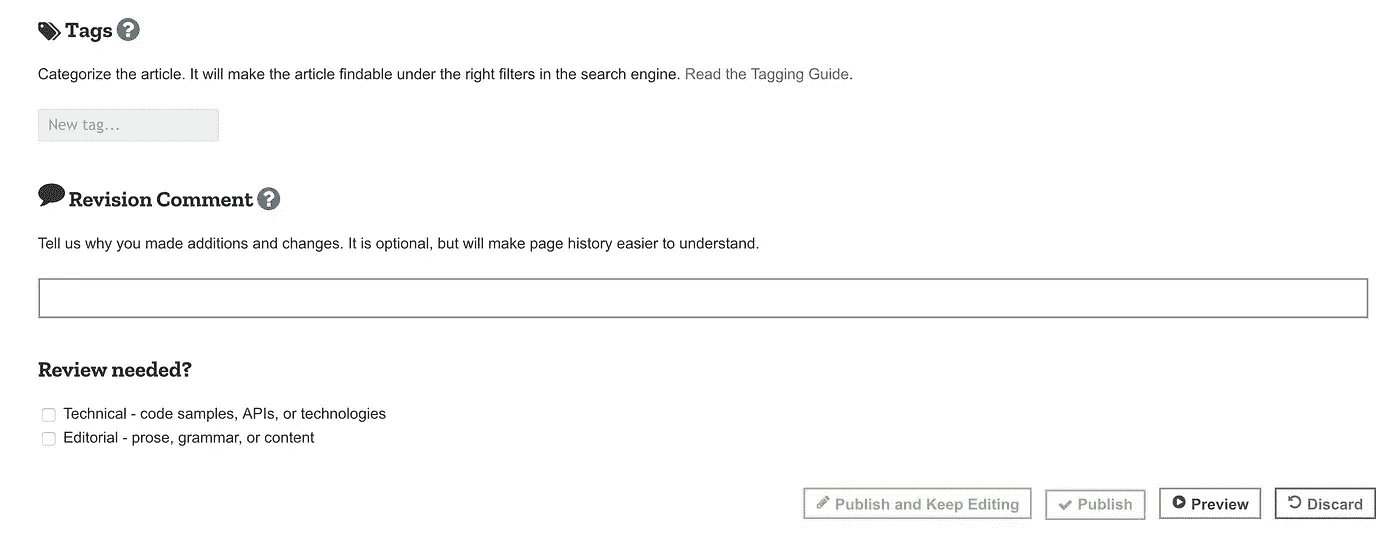 Tags ?
Categorize the article. It will make the article findable under the right filters in the search engine. Read the Tagging Guide.
New tag...
Revision Comment ?
Tell us why you made additions and changes. It is optional, but will make page history easier to understand.
Review needed?
Technical - code samples, APIs, or technologies
Editorial - prose, grammar, or content
Publish and Keep Editing Publish Preview Discard